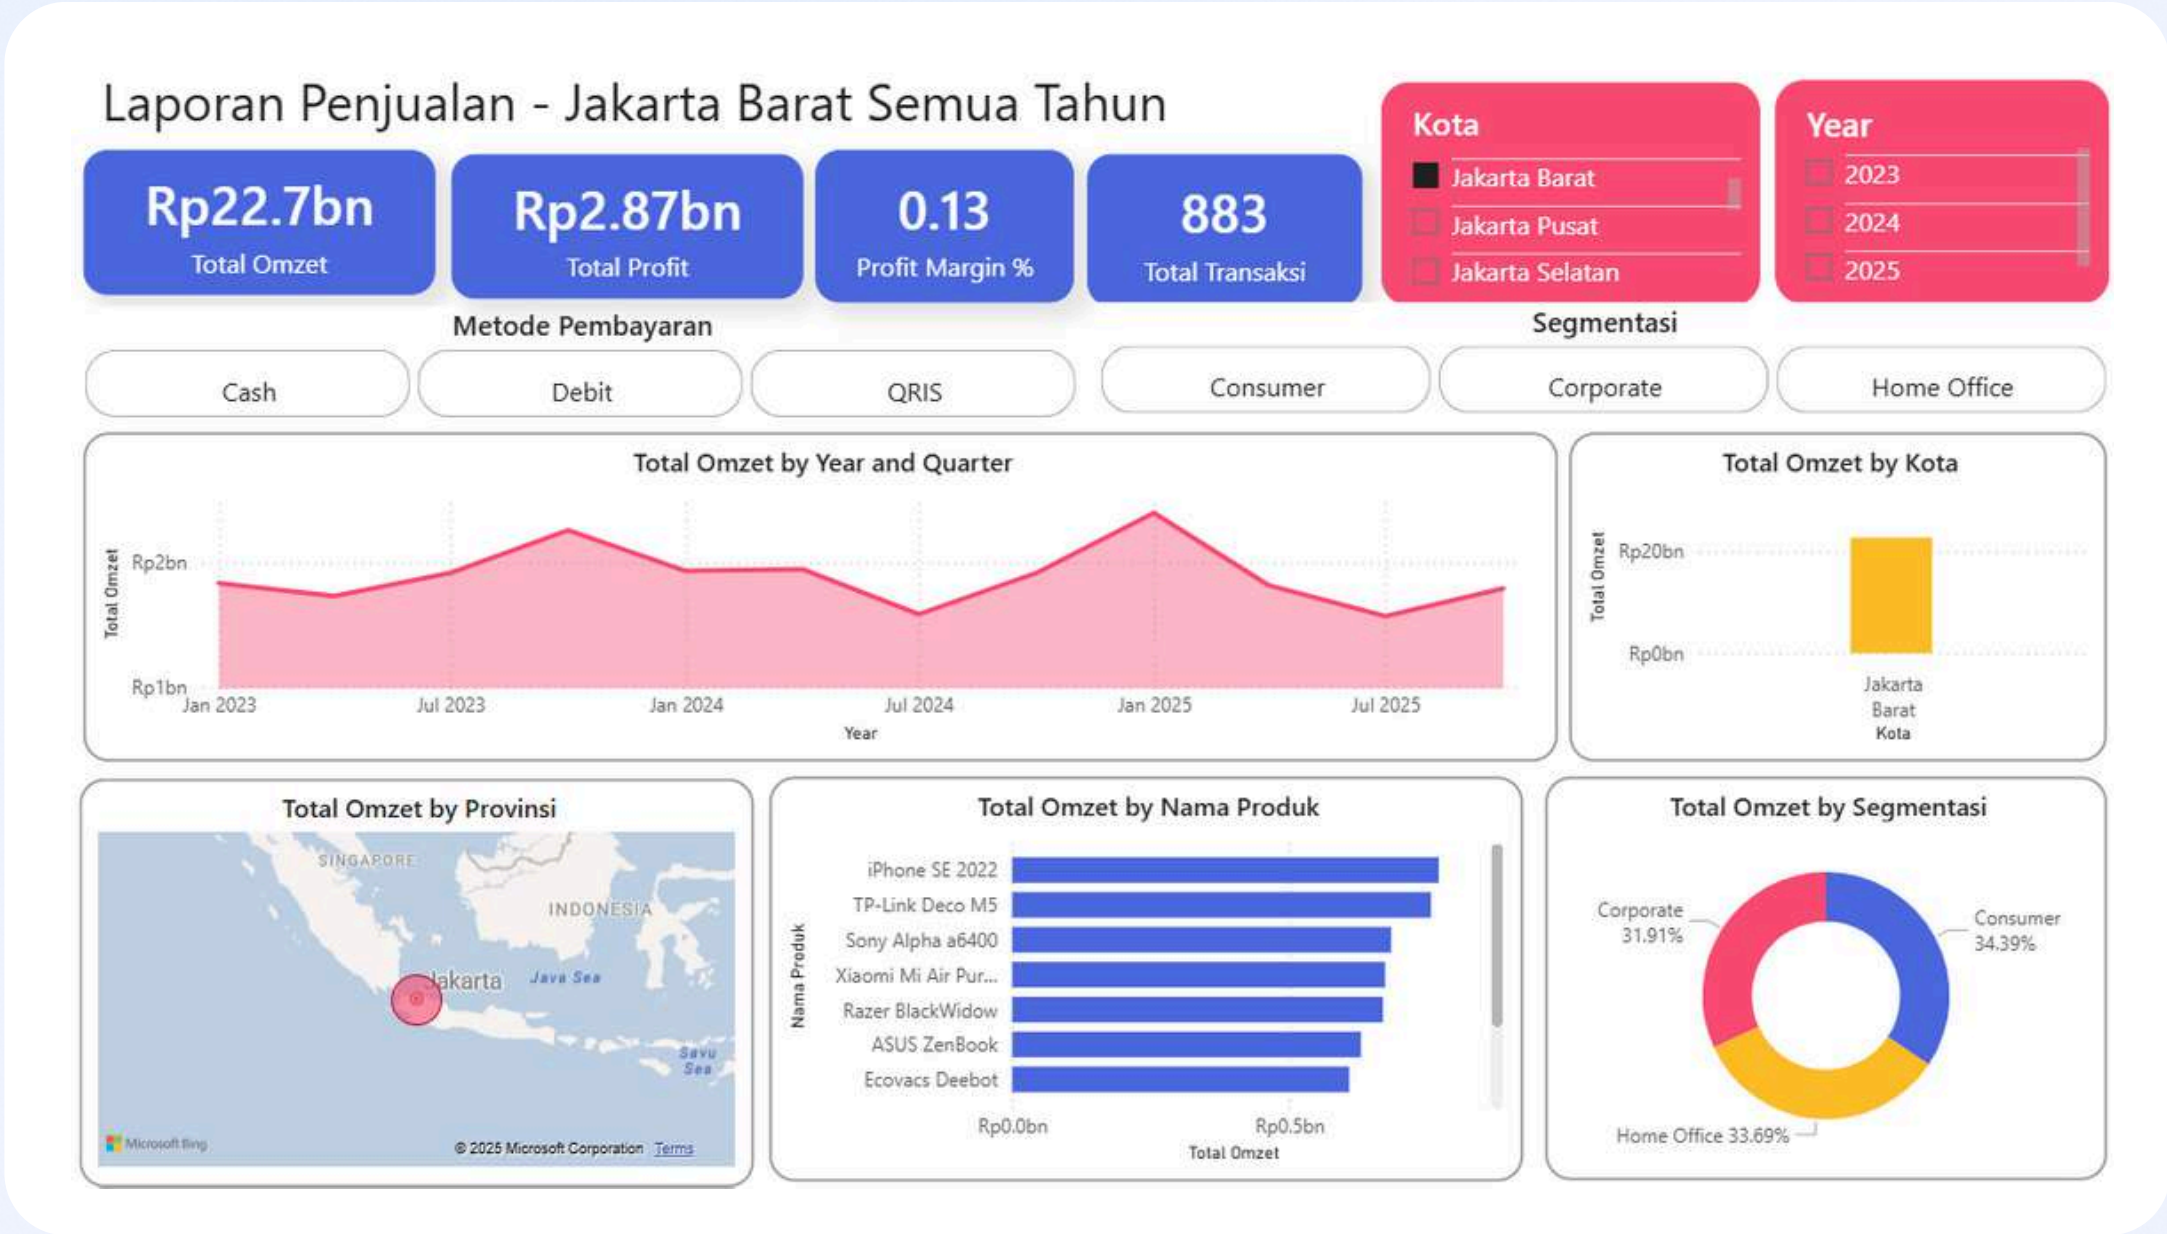 Laporan Penjualan - Jakarta Barat Semua Tahun
Rp22.7bn
Total Omzet
Rp2.87bn
Total Profit
0.13
Profit Margin %
883
Total Transaksi
Kota
Jakarta Barat
Jakarta Pusat
Jakarta Selatan
Year
2023
2024
2025
Metode Pembayaran
Cash
Debit
QRIS
Segmentasi
Consumer
Corporate
Home Office
Total Omzet by Year and Quarter
Total Omzet
Rp2bn
Rp1bn
Jan 2023
Jul 2023
Jan 2024
Jul 2024
Jan 2025
Jul 2025
Year
Total Omzet by Kota
Total Omzet
Rp20bn
Rp0bn
Jakarta
Barat
Kota
Total Omzet by Provinsi
SINGAPORE
INDONESIA
Jakarta
Java Sea
Savu
Sea
Microsoft Bing
© 2025 Microsoft Corporation Terms
Total Omzet by Nama Produk
Nama Produk
iPhone SE 2022
TP-Link Deco M5
Sony Alpha a6400
Xiaomi Mi Air Pur...
Razer BlackWidow
ASUS ZenBook
Ecovacs Deebot
Rp0.0bn
Rp0.5bn
Total Omzet
Total Omzet by Segmentasi
Corporate
31.91%
Consumer
34.39%
Home Office 33.69%